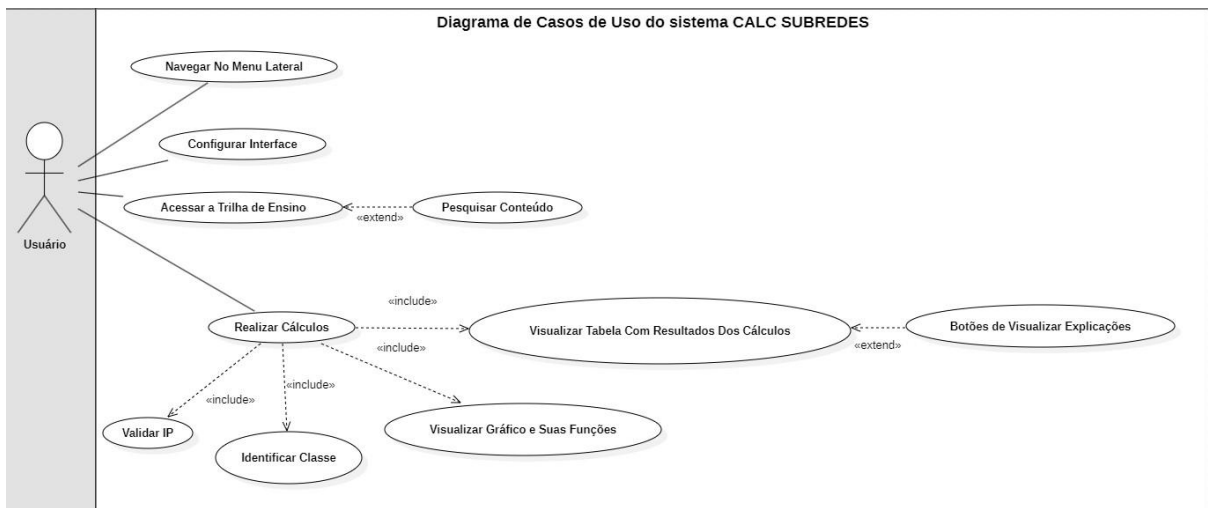 Diagrama de Casos de Uso do sistema CALC SUBREDES
Navegar No Menu Lateral
Configurar Interface
Acessar a Trilha de Ensino
«extend»
Pesquisar Conteúdo
Usuário
«include»
Realizar Cálculos
Visualizar Tabela Com Resultados Dos Cálculos
Botões de Visualizar Explicações
«include»
«extend»
«include»
«include»
Validar IP
Identificar Classe
Visualizar Gráfico e Suas Funções